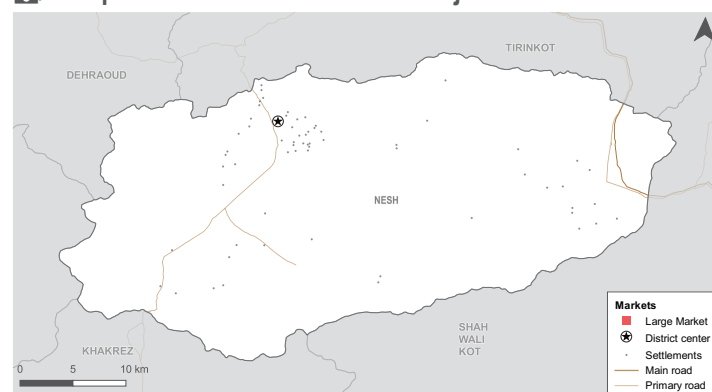 TIRINKOT
DEHRAOUD
NESH
SHAH
WALI
KOT
KHAKREZ
0 5 10 km
Markets
Large Market
District center
Settlements
Main road
Primary road